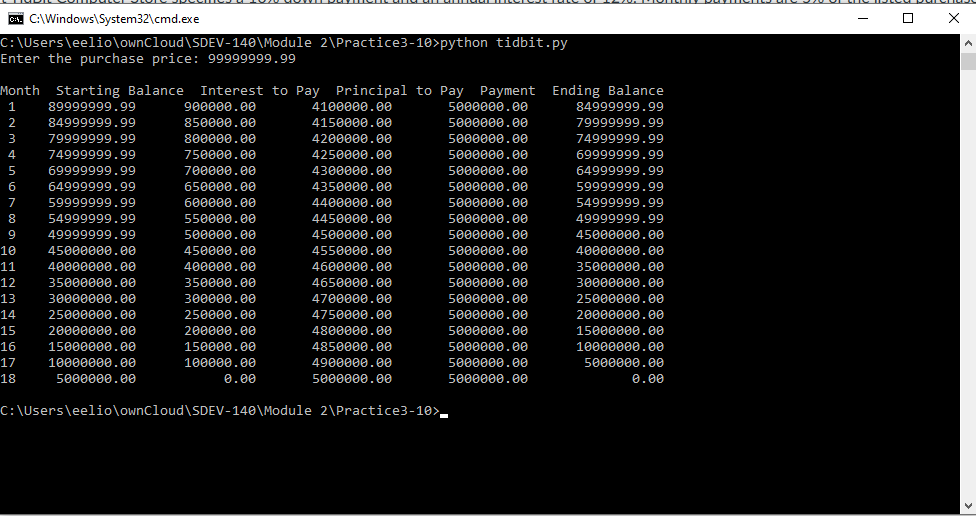 t TidBit Computer Store specifies a 10% down payment and an annual interest rate of 12%. Monthly payments are 5% of the listed purchase
C:\Windows\System32\cmd.exe
C:\Users\eelio\ownCloud\SDEV-140\Module 2\Practice3-10>python tidbit.py
Enter the purchase price: 99999999.99
Month  Starting Balance  Interest to Pay  Principal to Pay  Payment  Ending Balance
 1    89999999.99      900000.00       4100000.00       5000000.00      84999999.99
 2    84999999.99      850000.00       4150000.00       5000000.00      79999999.99
 3    79999999.99      800000.00       4200000.00       5000000.00      74999999.99
 4    74999999.99      750000.00       4250000.00       5000000.00      69999999.99
 5    69999999.99      700000.00       4300000.00       5000000.00      64999999.99
 6    64999999.99      650000.00       4350000.00       5000000.00      59999999.99
 7    59999999.99      600000.00       4400000.00       5000000.00      54999999.99
 8    54999999.99      550000.00       4450000.00       5000000.00      49999999.99
 9    49999999.99      500000.00       4500000.00       5000000.00      45000000.00
10    45000000.00      450000.00       4550000.00       5000000.00      40000000.00
11    40000000.00      400000.00       4600000.00       5000000.00      35000000.00
12    35000000.00      350000.00       4650000.00       5000000.00      30000000.00
13    30000000.00      300000.00       4700000.00       5000000.00      25000000.00
14    25000000.00      250000.00       4750000.00       5000000.00      20000000.00
15    20000000.00      200000.00       4800000.00       5000000.00      15000000.00
16    15000000.00      150000.00       4850000.00       5000000.00      10000000.00
17    10000000.00      100000.00       4900000.00       5000000.00       5000000.00
18     5000000.00           0.00       5000000.00       5000000.00             0.00
C:\Users\eelio\ownCloud\SDEV-140\Module 2\Practice3-10>